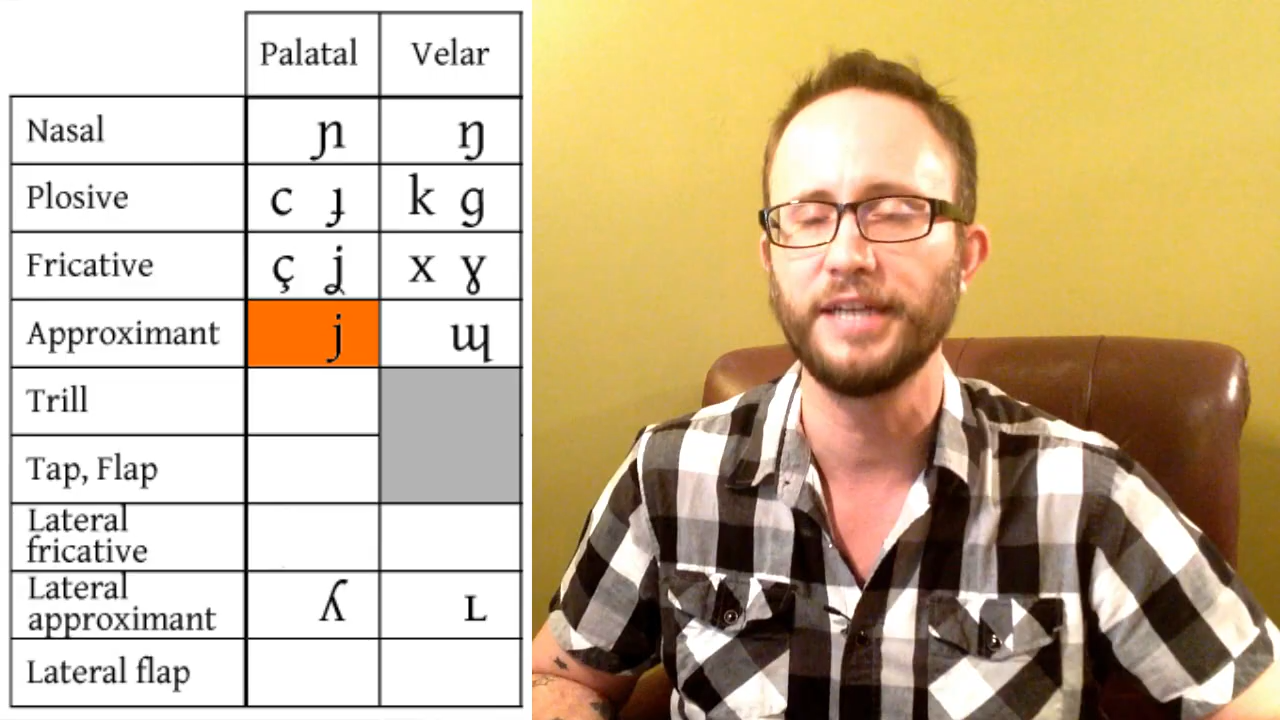 Palatal Velar
Nasal ɲ ŋ
Plosive c ɟ k ɡ
Fricative ç ʝ x ɣ
Approximant j ɰ
Trill
Tap, Flap
Lateral
fricative
Lateral
approximant ʎ ʟ
Lateral flap